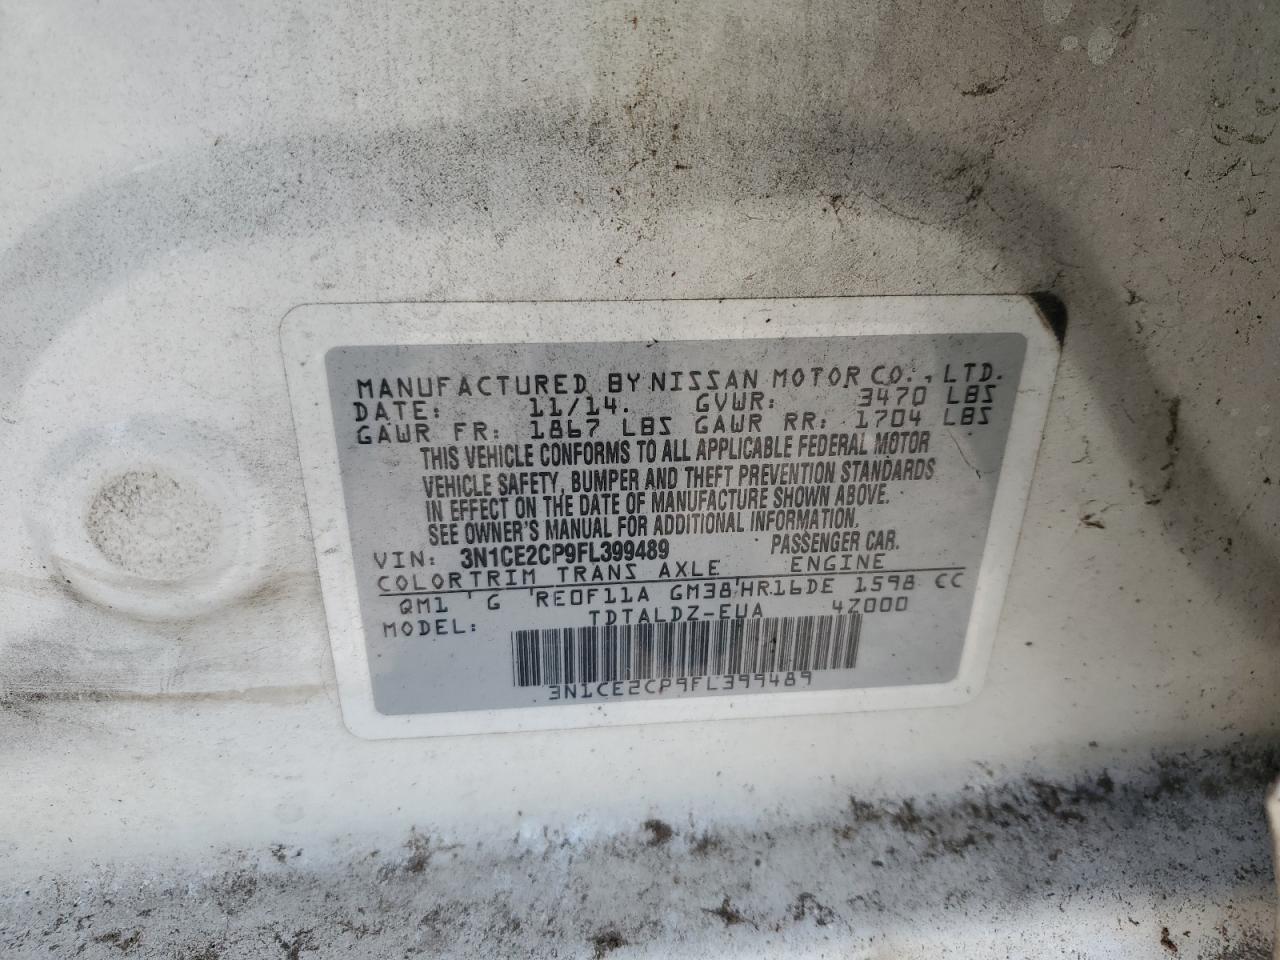 MANUFACTURED BY NISSAN MOTOR CO., LTD.
DATE: 11/14. GVWR: 3470 LBS
GAWR FR: 1867 LBS GAWR RR: 1704 LBS
THIS VEHICLE CONFORMS TO ALL APPLICABLE FEDERAL MOTOR
VEHICLE SAFETY, BUMPER AND THEFT PREVENTION STANDARDS
IN EFFECT ON THE DATE OF MANUFACTURE SHOWN ABOVE.
SEE OWNER'S MANUAL FOR ADDITIONAL INFORMATION.
VIN: 3N1CE2CP9FL399489 PASSENGER CAR.
COLOR TRIM TRANS AXLE ENGINE
QM1 G RE0F11A GM38 HR16DE 1598 CC
MODEL: TDTALDZ-EUA 4Z000
3N1CE2CP9FL399489